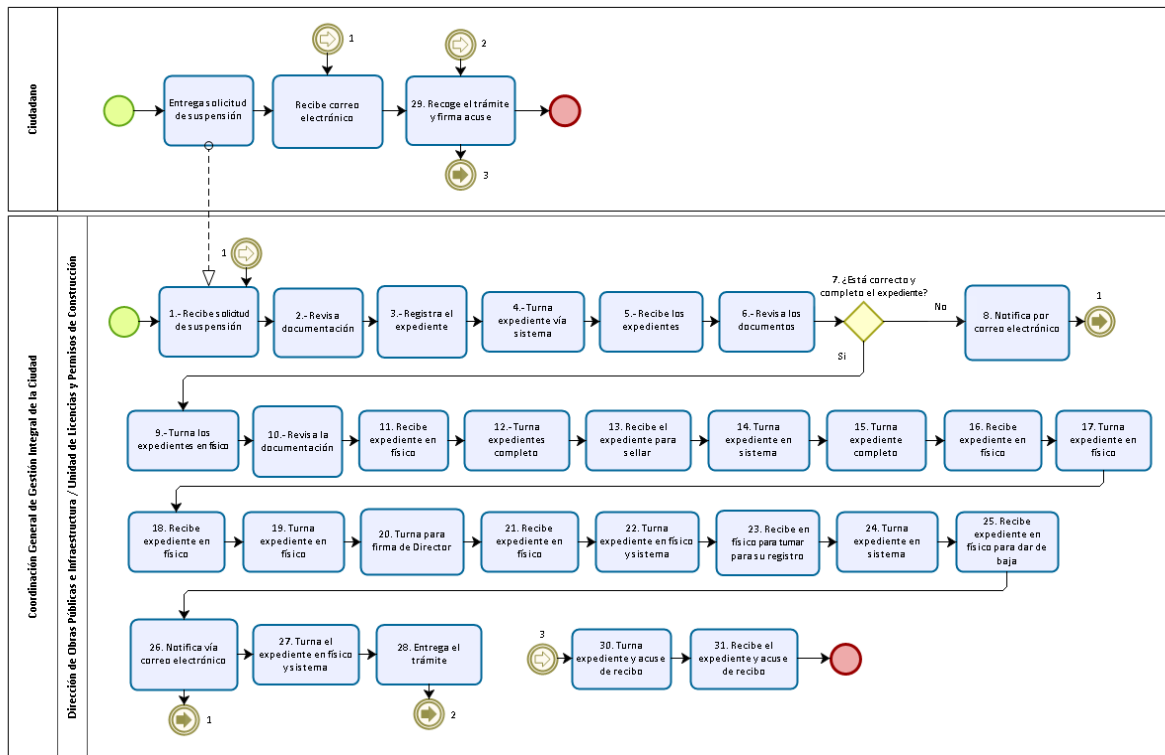 Ciudadano
1
2
Entrega solicitud
de suspensión
Recibe correo
electrónico
29. Recoge el trámite
y firma acuse
3
Coordinación General de Gestión Integral de la Ciudad
Dirección de Obras Públicas e Infraestructura / Unidad de Licencias y Permisos de Construcción
1
1.- Recibe solicitud
de suspensión
2.- Revisa
documentación
3.- Registra el
expediente
4.- Turna
expediente vía
sistema
5.- Recibe los
expedientes
6.- Revisa los
documentos
7. ¿Está correcto y
completo el expediente?
No
Si
8. Notifica por
correo electrónico
1
9.- Turna los
expedientes en físico
10.- Revisa la
documentación
11. Recibe
expediente en
físico
12.- Turna
expedientes
completo
13. Recibe el
expediente para
sellar
14. Turna
expediente en
sistema
15. Turna
expediente
completo
16. Recibe
expediente en
físico
17. Turna
expediente en
físico
18. Recibe
expediente en
físico
19. Turna
expediente en
físico
20. Turna para
firma de Director
21. Recibe
expediente en
físico
22. Turna
expediente en físico
y sistema
23. Recibe en
físico para turnar
para su registro
24. Turna
expediente en
sistema
25. Recibe
expediente en
físico para dar de
baja
26. Notifica vía
correo electrónico
27. Turna el
expediente en físico
y sistema
28. Entrega el
trámite
1
2
3
30. Turna
expediente y acuse
de recibo
31. Recibe el
expediente y acuse de
recibo